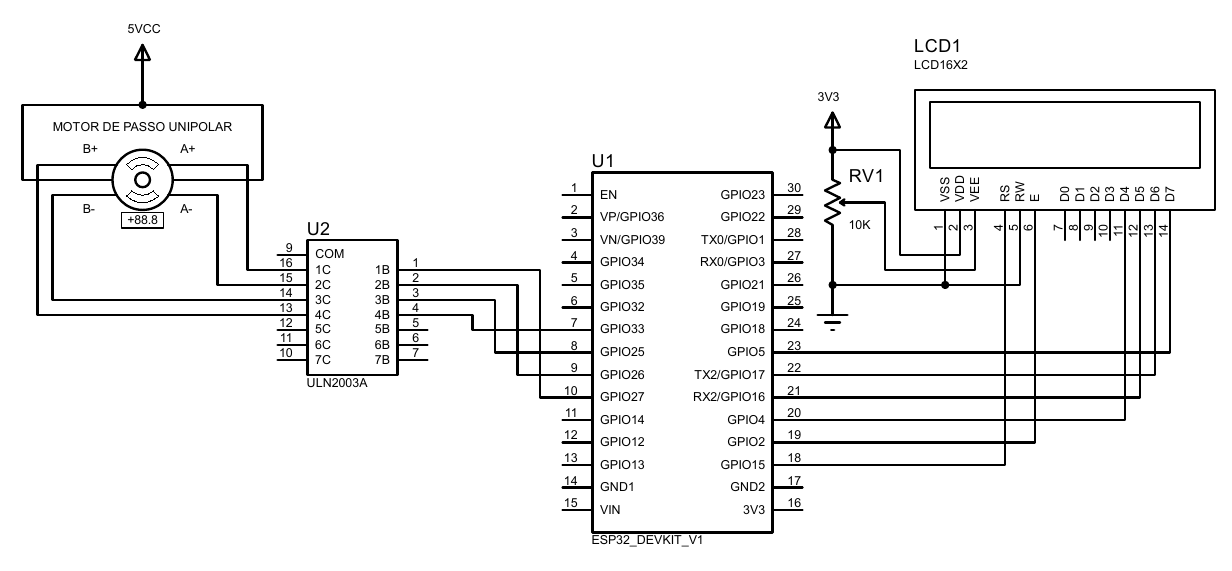 5VCC
MOTOR DE PASSO UNIPOLAR
B+ A+
B- A-
+88.8
U2
9 COM
16 1C 1B 1
15 2C 2B 2
14 3C 3B 3
13 4C 4B 4
12 5C 5B 5
11 6C 6B 6
10 7C 7B 7
ULN2003A
U1
1 EN GPIO23 30
2 VP/GPIO36 GPIO22 29
3 VN/GPIO39 TX0/GPIO1 28
4 GPIO34 RX0/GPIO3 27
5 GPIO35 GPIO21 26
6 GPIO32 GPIO19 25
7 GPIO33 GPIO18 24
8 GPIO25 GPIO5 23
9 GPIO26 TX2/GPIO17 22
10 GPIO27 RX2/GPIO16 21
11 GPIO14 GPIO4 20
12 GPIO12 GPIO2 19
13 GPIO13 GPIO15 18
14 GND1 GND2 17
15 VIN 3V3 16
ESP32_DEVKIT_V1
3V3
RV1
10K
LCD1
LCD16X2
VSS VDD VEE RS RW E D0 D1 D2 D3 D4 D5 D6 D7
1 2 3 4 5 6 7 8 9 10 11 12 13 14